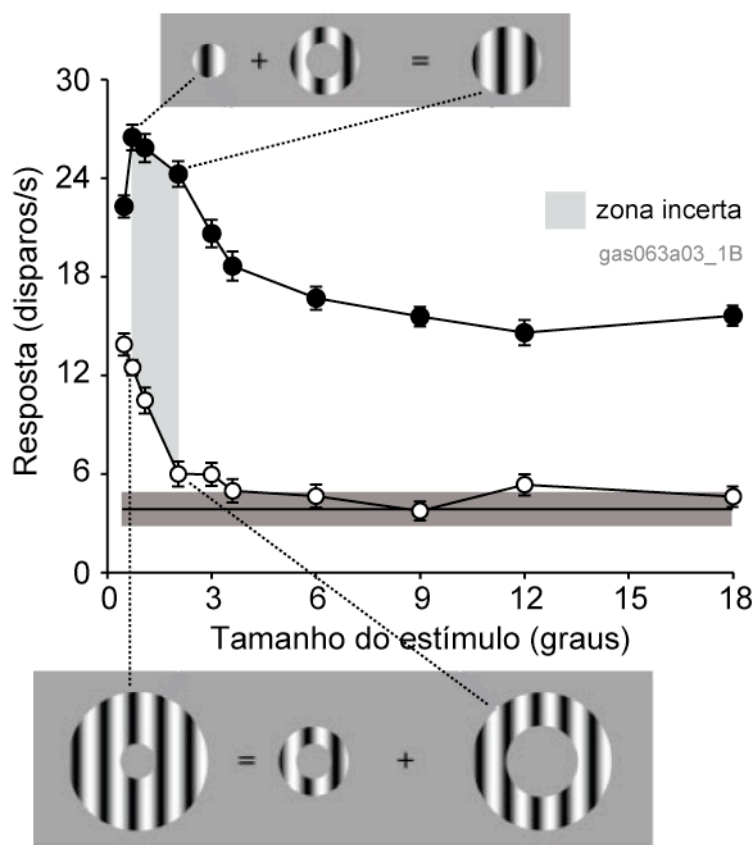 + =
30
24
18
12
6
0
Resposta (disparos/s)
zona incerta
gas063a03_1B
0 3 6 9 12 15 18
Tamanho do estímulo (graus)
= +